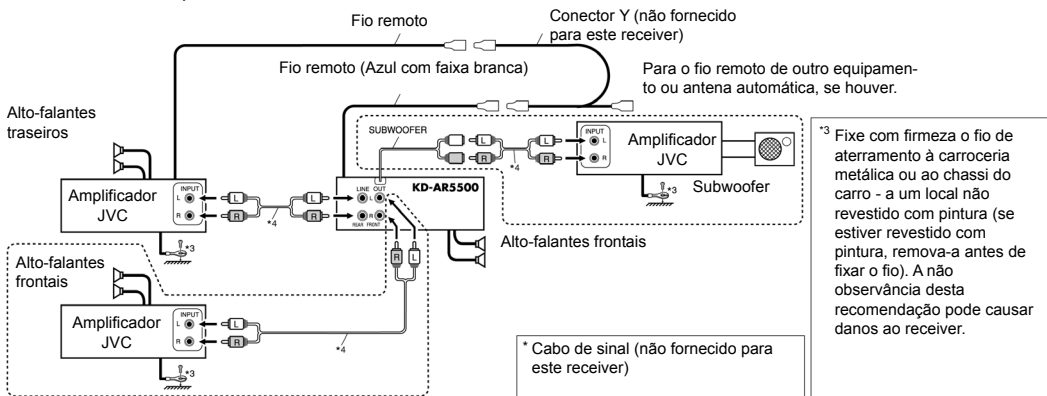 Fio remoto
Conector Y (não fornecido
para este receiver)
Fio remoto (Azul com faixa branca)
Para o fio remoto de outro equipamen-
to ou antena automática, se houver.
Alto-falantes
traseiros
SUBWOOFER
L
R
L
R
*4
INPUT
L
R
Amplificador
JVC
Subwoofer
*3
Amplificador
JVC
INPUT
L
R
L
R
*4
L
R
LINE OUT
L
R
REAR FRONT
KD-AR5500
Alto-falantes frontais
*3
R
L
Alto-falantes
frontais
Amplificador
JVC
INPUT
L
R
L
R
*4
*3
* Cabo de sinal (não fornecido para
este receiver)
*3 Fixe com firmeza o fio de
aterramento à carroceria
metálica ou ao chassi do
carro - a um local não
revestido com pintura (se
estiver revestido com
pintura, remova-a antes de
fixar o fio). A não
observância desta
recomendação pode causar
danos ao receiver.